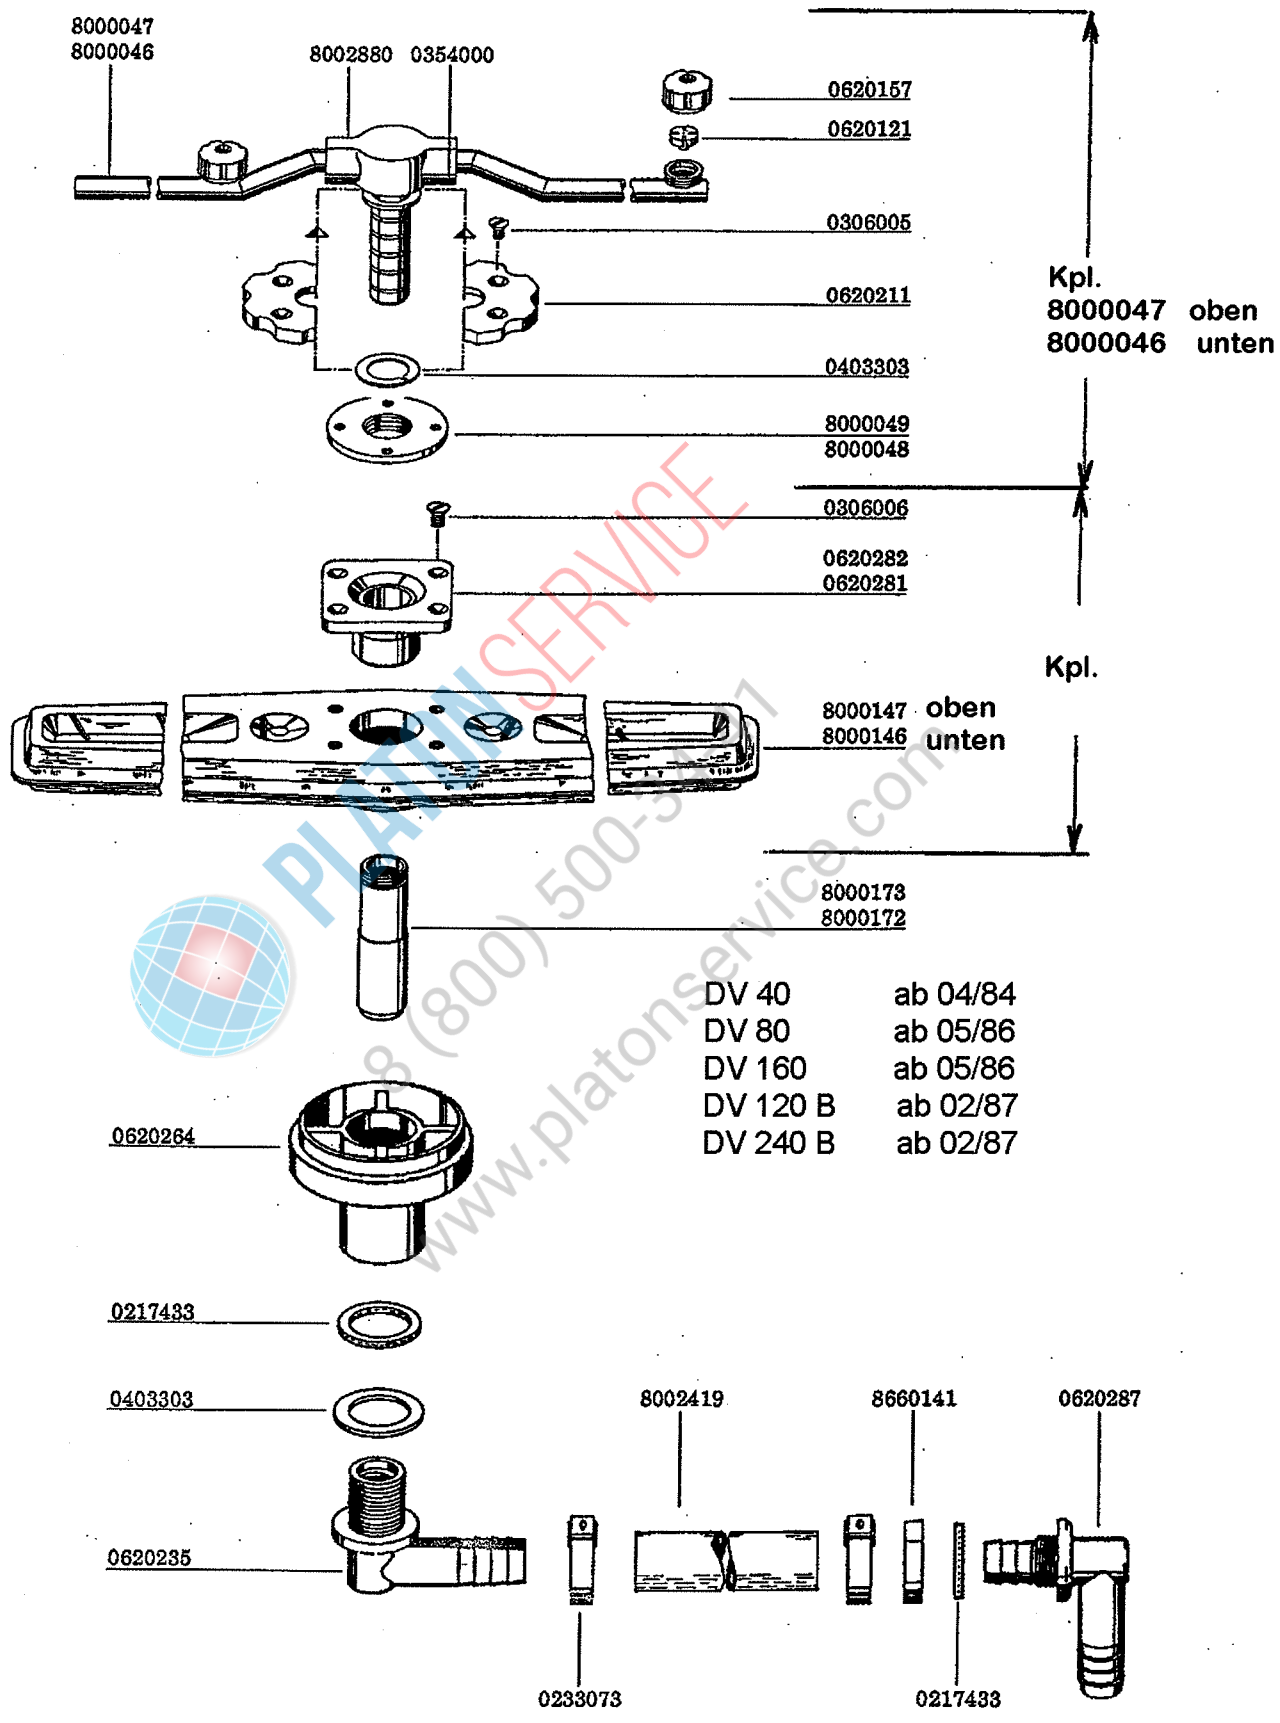 8000047
8000046
8002880 0354000
0620157
0620121
0306005
0620211
Kpl.
8000047 oben
8000046 unten
0403303
8000049
8000048
0306006
0620282
0620281
Kpl.
8000147 oben
8000146 unten
8000173
8000172
DV 40 ab 04/84
DV 80 ab 05/86
DV 160 ab 05/86
DV 120 B ab 02/87
DV 240 B ab 02/87
0620264
0217433
0403303
8002419 8660141 0620287
0620235
0233073 0217433
PLATONSERVICE
8 (800) 500-34-01
www.platonservice.com